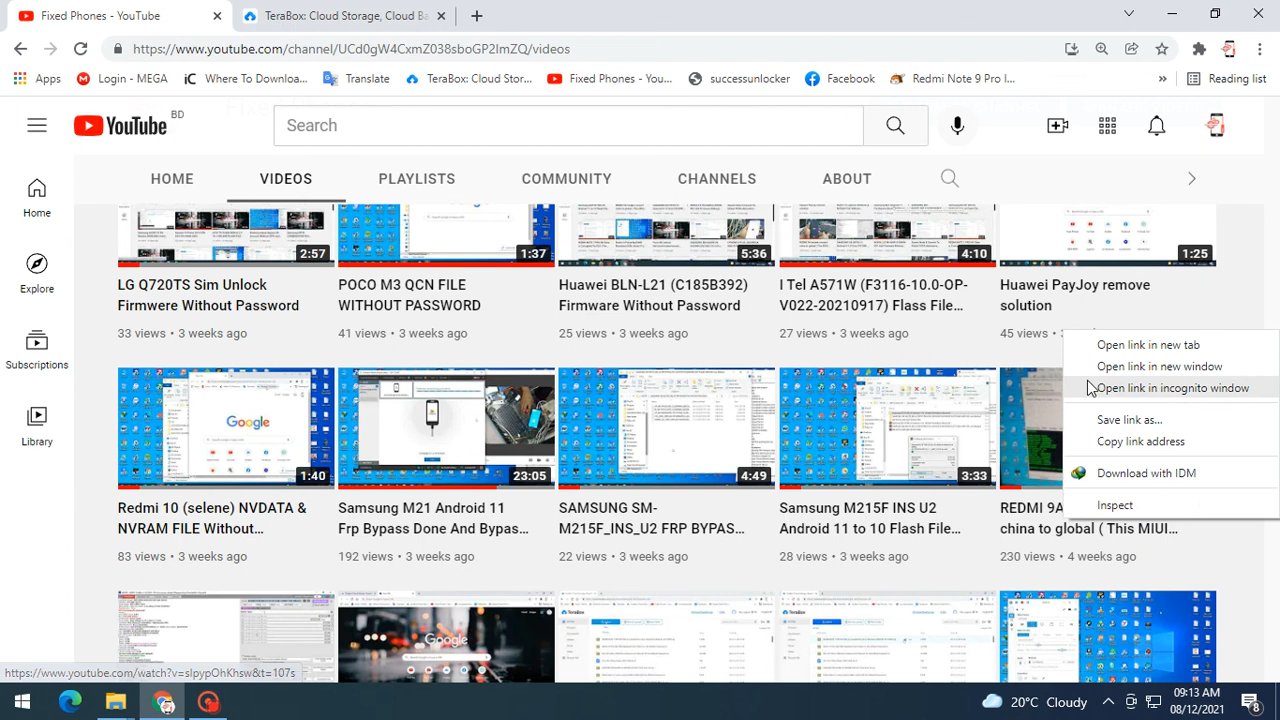 Fixed Phones - YouTube
TeraBox: Cloud Storage, Cloud Ba
https://www.youtube.com/channel/UCd0gW4CxmZ038sboGP2ImZQ/videos
Apps
Login - MEGA
iC Where To Downloa...
Translate
TeraBox: Cloud Stor...
Fixed Phones - You...
successunlocker
Facebook
Redmi Note 9 Pro I...
»
Reading list
YouTube BD
Search
HOME
VIDEOS
PLAYLISTS
COMMUNITY
CHANNELS
ABOUT
Home
Explore
Subscriptions
Library
2:57
1:37
5:36
4:10
1:25
LG Q720TS Sim Unlock
Firmwere Without Password
33 views • 3 weeks ago
POCO M3 QCN FILE
WITHOUT PASSWORD
41 views • 3 weeks ago
Huawei BLN-L21 (C185B392)
Firmware Without Password
25 views • 3 weeks ago
I Tel A571W (F3116-10.0-OP-
V022-20210917) Flass File...
27 views • 3 weeks ago
Huawei PayJoy remove
solution
45 views •
Open link in new tab
Open link in new window
Open link in incognito window
Save link as...
Copy link address
Download with IDM
Inspect
Google
1:40
23:05
4:49
3:33
Redmi 10 (selene) NVDATA &
NVRAM FILE Without...
83 views • 3 weeks ago
Samsung M21 Android 11
Frp Bypass Done And Bypas...
192 views • 3 weeks ago
SAMSUNG SM-
M215F_INS_U2 FRP BYPAS...
22 views • 3 weeks ago
Samsung M215F INS U2
Android 11 to 10 Flash File...
28 views • 3 weeks ago
REDMI 9A
china to global ( This MIUI...
230 views • 4 weeks ago
Google
TeraBox
TeraBox
20°C Cloudy
09:13 AM
08/12/2021
8